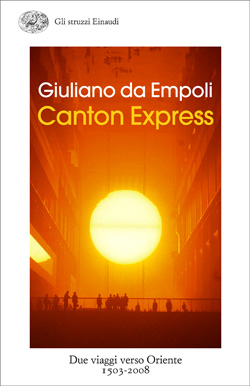 Gli struzzi Einaudi
Giuliano da Empoli
Canton Express
Due viaggi verso Oriente
1503-2008